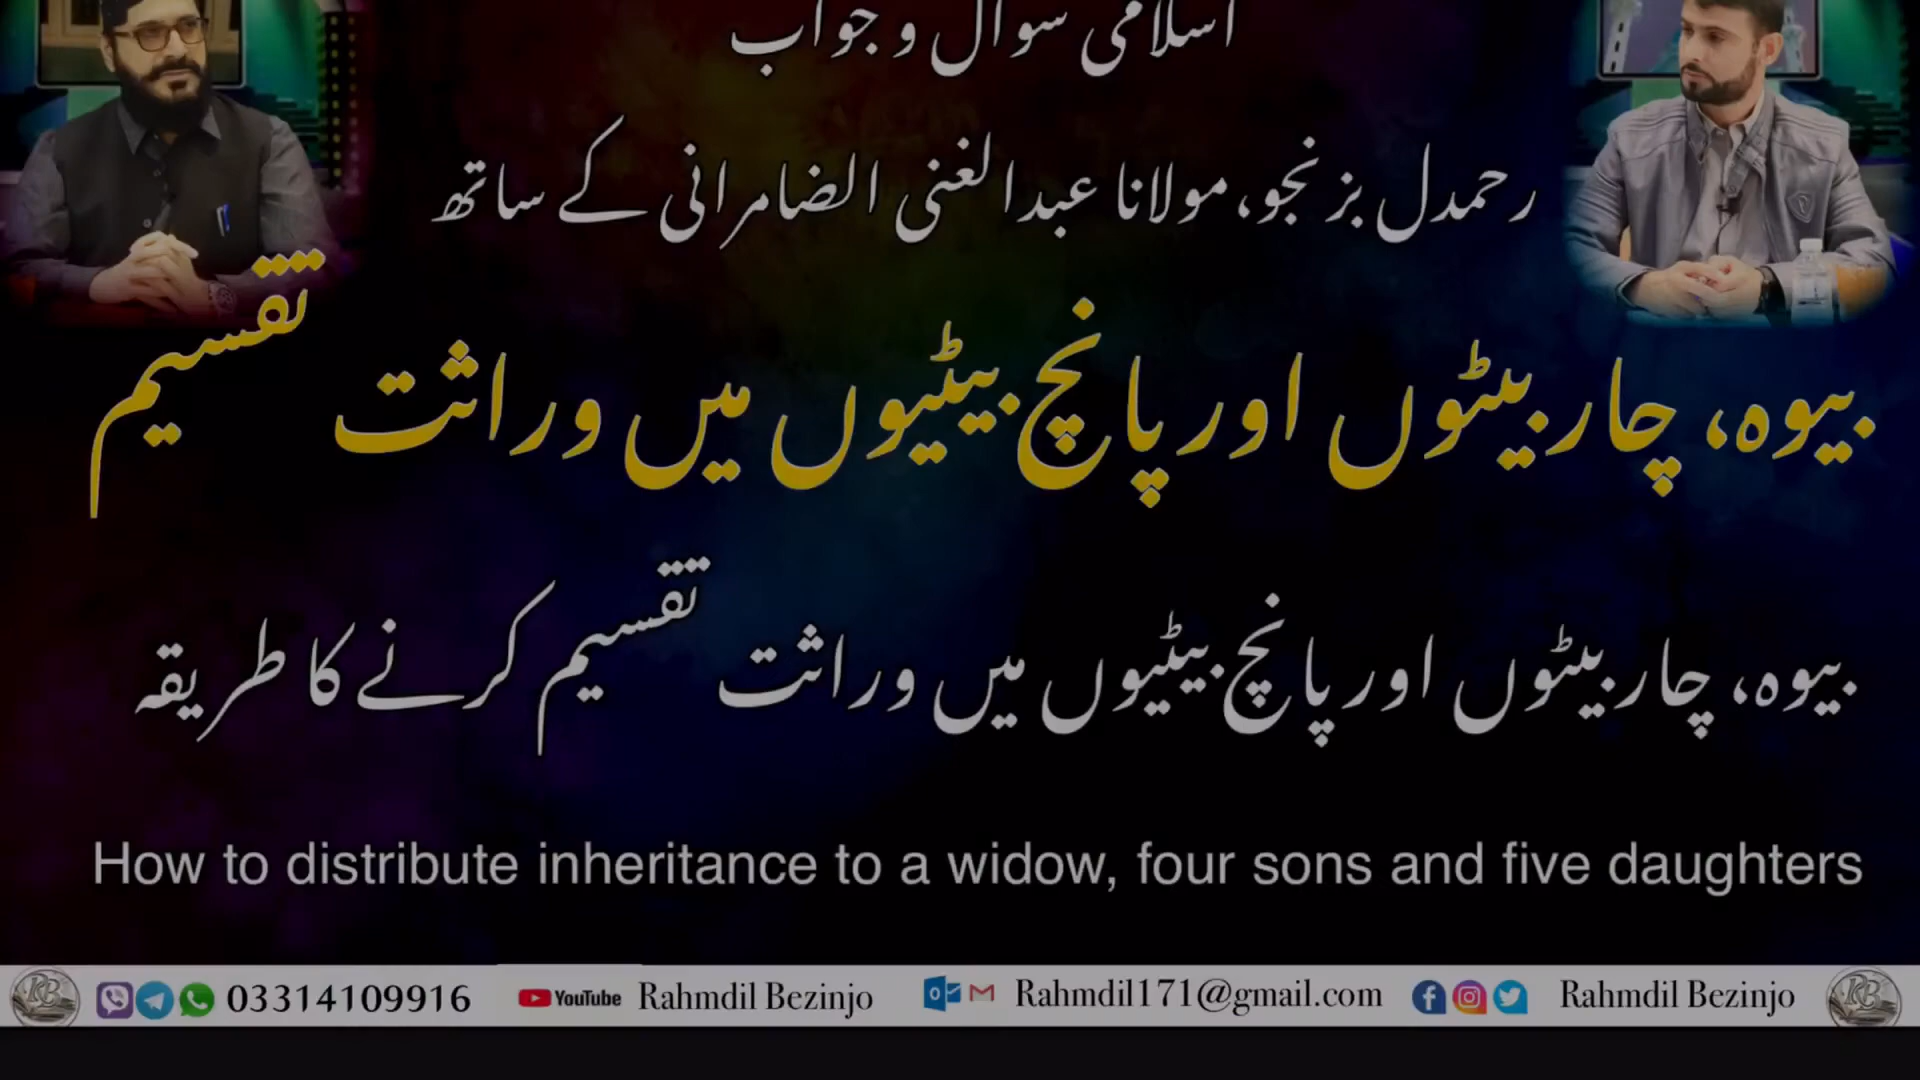 اسلامی سوال و جواب
رحمدل بزنجو، مولانا عبدالغنی الضامرانی کے ساتھ
بیوہ، چار بیٹوں اور پانچ بیٹیوں میں وراثت تقسیم
بیوہ، چار بیٹوں اور پانچ بیٹیوں میں وراثت تقسیم کرنے کا طریقہ
How to distribute inheritance to a widow, four sons and five daughters
03314109916 YouTube Rahmdil Bezinjo Rahmdil171@gmail.com Rahmdil Bezinjo